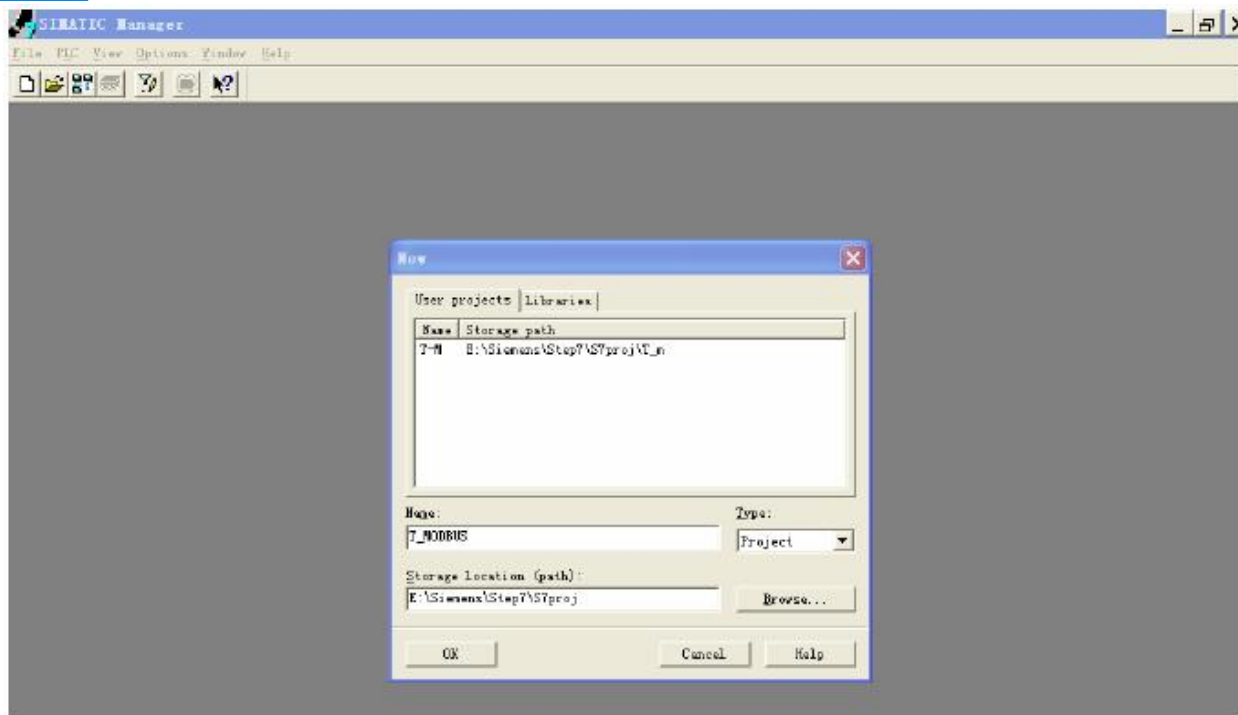 SIMATIC Manager
File PLC View Options Window Help
New
User projects Libraries
Name Storage path
T-M E:\Siemens\Step7\S7proj\T_m
Name:
T_MODBUS
Type:
Project
Storage location (path):
E:\Siemens\Step7\S7proj
Browse...
OK Cancel Help